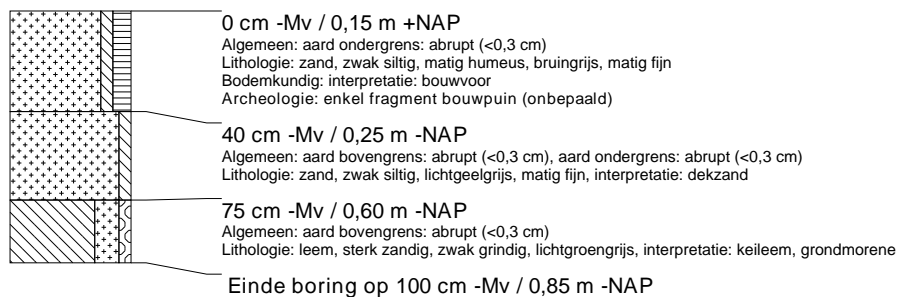 0 cm -Mv / 0,15 m +NAP
Algemeen: aard ondergrens: abrupt (<0,3 cm)
Lithologie: zand, zwak siltig, matig humeus, bruingrijs, matig fijn
Bodemkundig: interpretatie: bouwvoor
Archeologie: enkel fragment bouwpuin (onbepaald)
40 cm -Mv / 0,25 m -NAP
Algemeen: aard bovengrens: abrupt (<0,3 cm), aard ondergrens: abrupt (<0,3 cm)
Lithologie: zand, zwak siltig, lichtgeelgrijs, matig fijn, interpretatie: dekzand
75 cm -Mv / 0,60 m -NAP
Algemeen: aard bovengrens: abrupt (<0,3 cm)
Lithologie: leem, sterk zandig, zwak grindig, lichtgroengrijs, interpretatie: keileem, grondmorene
Einde boring op 100 cm -Mv / 0,85 m -NAP